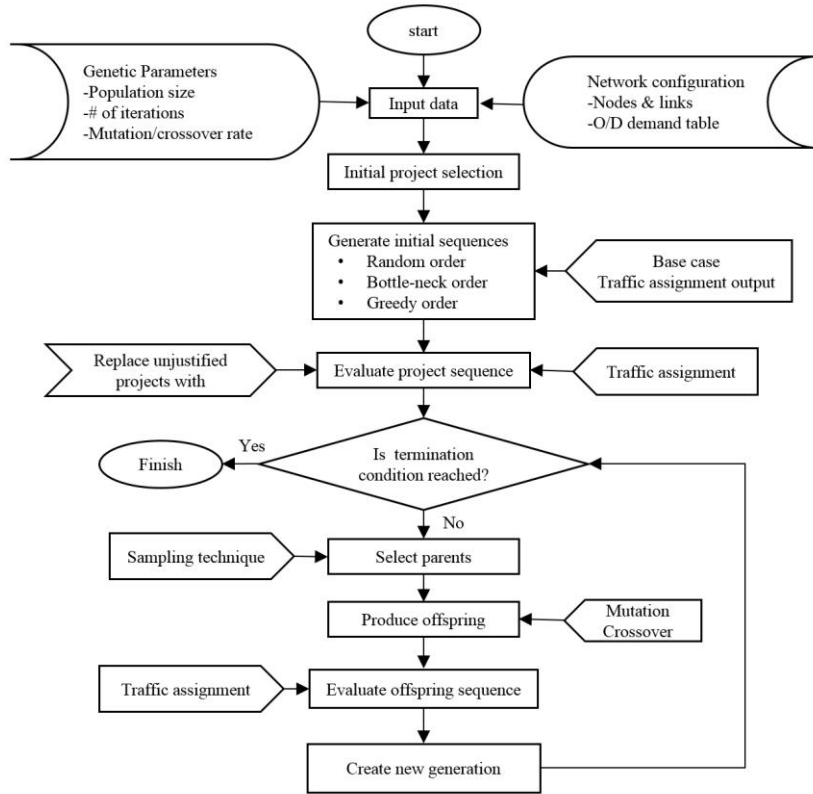 start
Genetic Parameters
-Population size
-# of iterations
-Mutation/crossover rate
Input data
Network configuration
-Nodes & links
-O/D demand table
Initial project selection
Generate initial sequences
• Random order
• Bottle-neck order
• Greedy order
Base case
Traffic assignment output
Replace unjustified
projects with
Evaluate project sequence
Traffic assignment
Yes
Finish
Is termination
condition reached?
No
Sampling technique
Select parents
Produce offspring
Mutation
Crossover
Traffic assignment
Evaluate offspring sequence
Create new generation